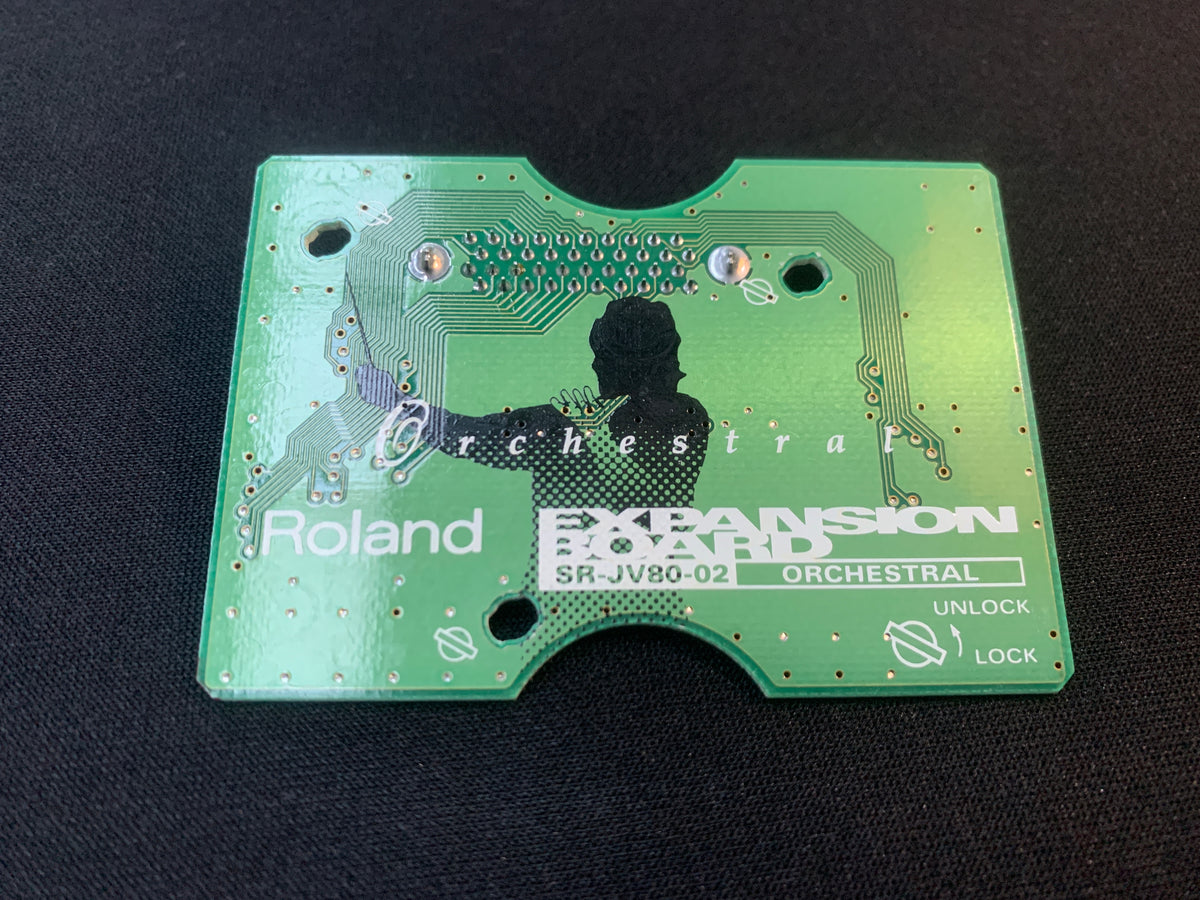 Orchestral
Roland
EXPANSION
BOARD
SR-JV80-02 ORCHESTRAL
UNLOCK
LOCK